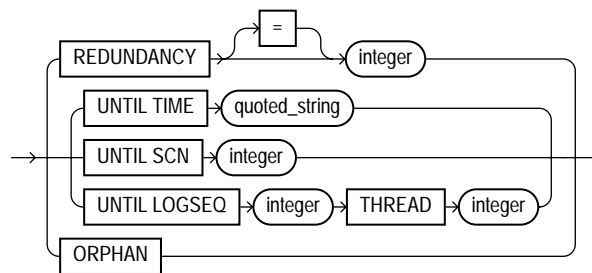 =
REDUNDANCY integer
UNTIL TIME quoted_string
UNTIL SCN integer
UNTIL LOGSEQ integer THREAD integer
ORPHAN